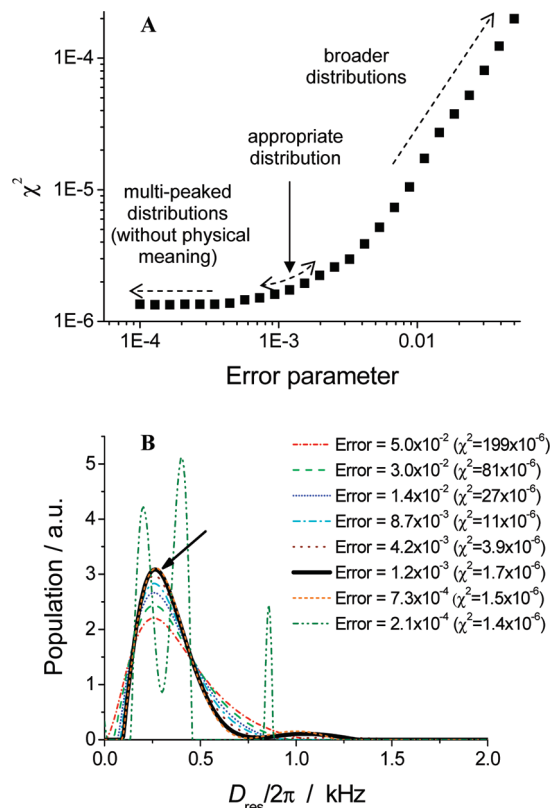 A
1E-4
1E-5
1E-6
χ²
broader
distributions
appropriate
distribution
multi-peaked
distributions
(without physical
meaning)
1E-4
1E-3
0.01
Error parameter
B
5
4
3
2
1
0
Population / a.u.
Error = 5.0x10⁻² (χ²=199x10⁻⁶)
Error = 3.0x10⁻² (χ²=81x10⁻⁶)
Error = 1.4x10⁻² (χ²=27x10⁻⁶)
Error = 8.7x10⁻³ (χ²=11x10⁻⁶)
Error = 4.2x10⁻³ (χ²=3.9x10⁻⁶)
Error = 1.2x10⁻³ (χ²=1.7x10⁻⁶)
Error = 7.3x10⁻⁴ (χ²=1.5x10⁻⁶)
Error = 2.1x10⁻⁴ (χ²=1.4x10⁻⁶)
0.0
0.5
1.0
1.5
2.0
D_res/2π / kHz